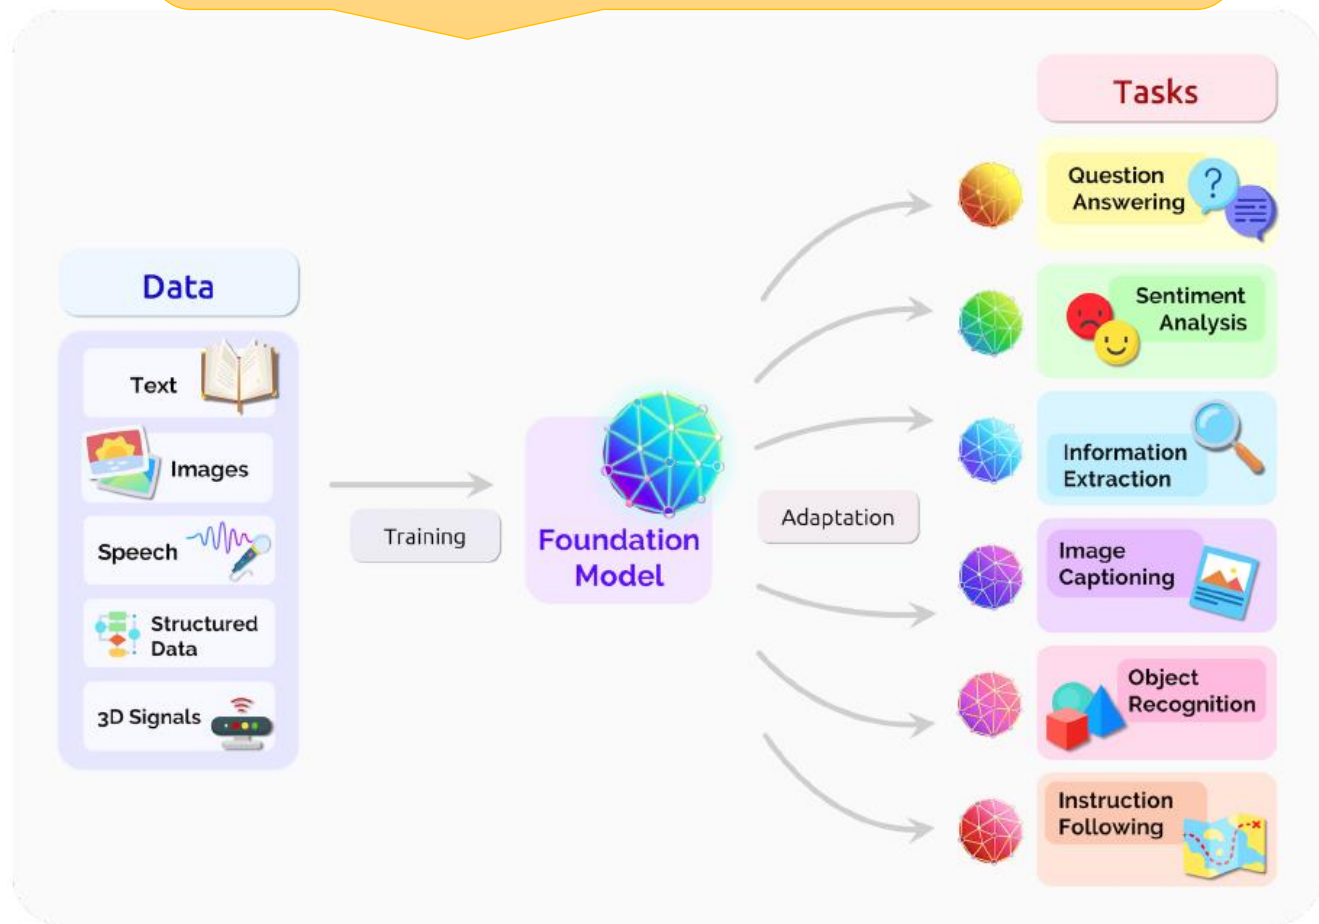 Tasks
Question
Answering
Sentiment
Analysis
Information
Extraction
Image
Captioning
Object
Recognition
Instruction
Following
Data
Text
Images
Speech
Structured
Data
3D Signals
Training
Foundation
Model
Adaptation